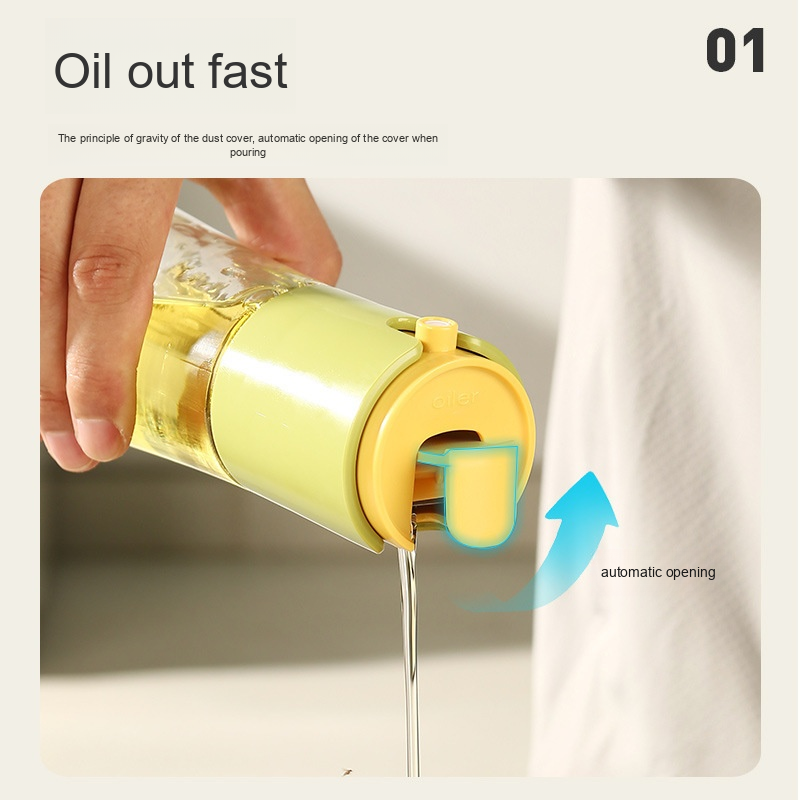 Oil out fast
01
The principle of gravity of the dust cover, automatic opening of the cover when
pouring
oiler
automatic opening